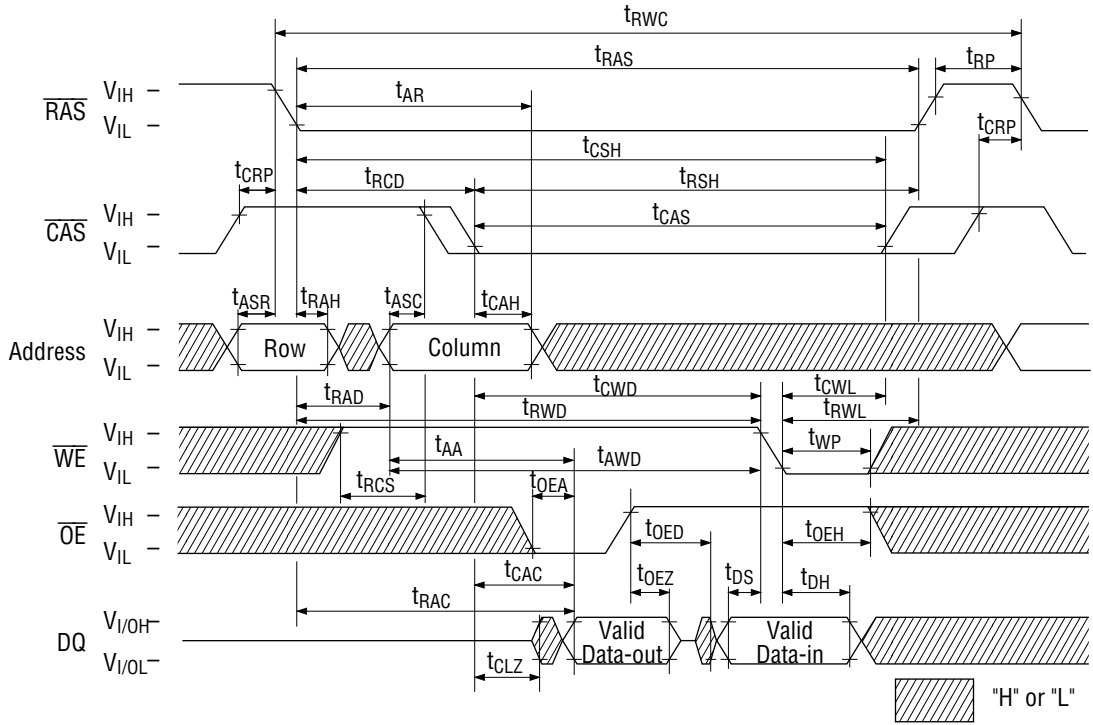 tRWC
tRAS
tRP
tAR
RAS
VIH
VIL
tCRP
tCSH
tCRP
tRCD
tRSH
CAS
VIH
VIL
tCAS
tASR
tRAH
tASC
tCAH
Address
VIH
VIL
Row
Column
tRAD
tCWD
tCWL
tRWD
tRWL
WE
VIH
VIL
tAA
tAWD
tWP
tRCS
tOEA
OE
VIH
VIL
tOED
tOEH
tCAC
tOEZ
tDS
tDH
tRAC
DQ
VI/OH
VI/OL
Valid
Data-out
Valid
Data-in
tCLZ
"H" or "L"